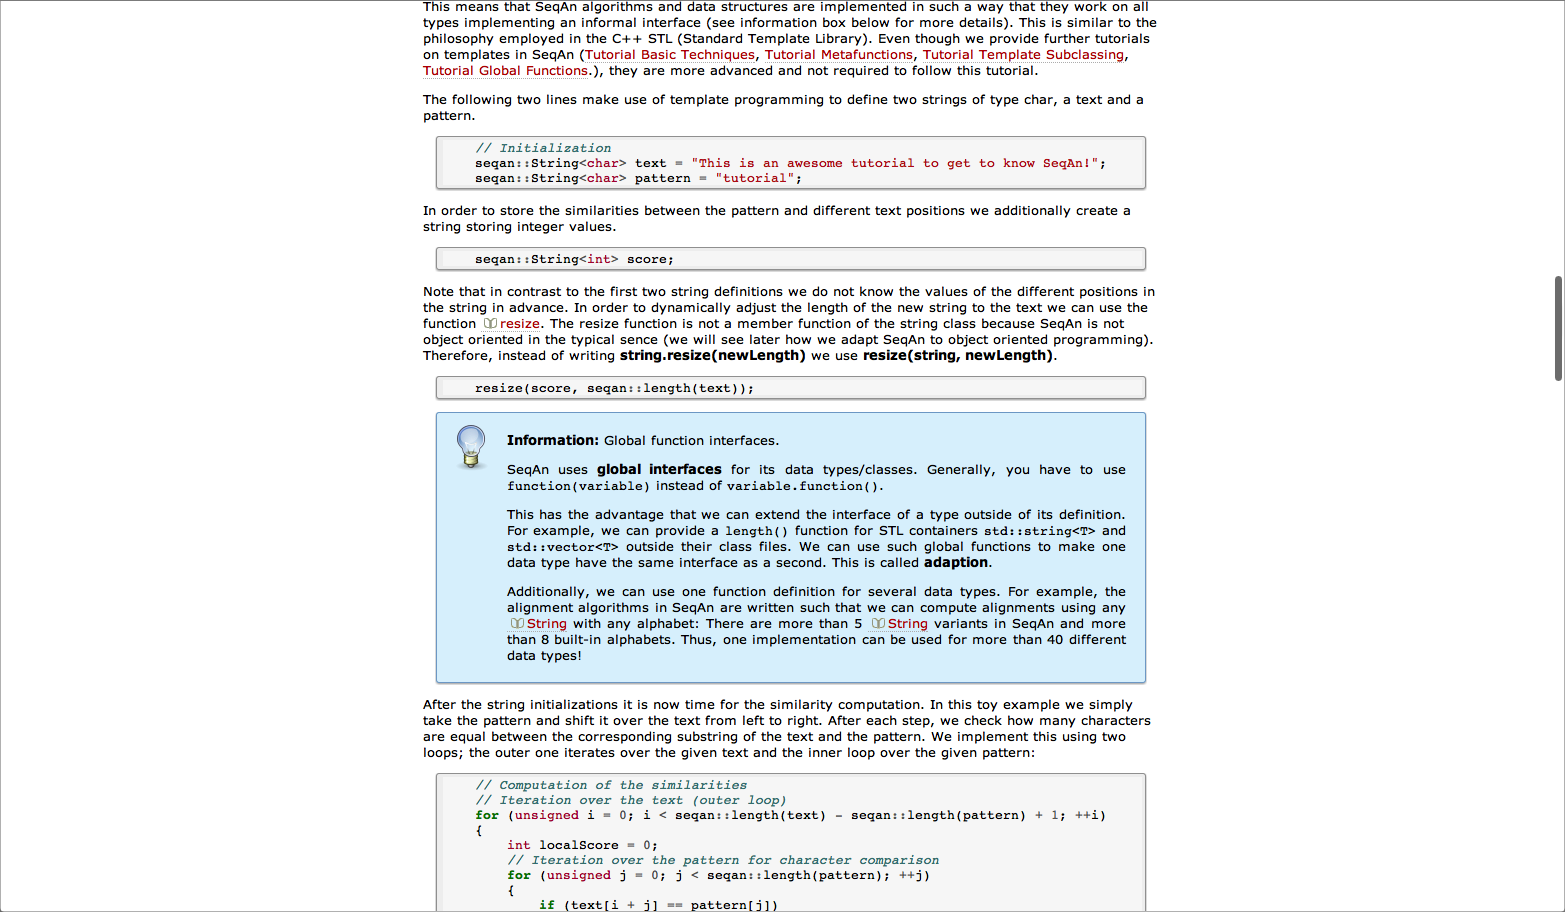 This means that SeqAn algorithms and data structures are implemented in such a way that they work on all
types implementing an informal interface (see information box below for more details). This is similar to the
philosophy employed in the C++ STL (Standard Template Library). Even though we provide further tutorials
on templates in SeqAn (Tutorial Basic Techniques, Tutorial Metafunctions, Tutorial Template Subclassing,
Tutorial Global Functions.), they are more advanced and not required to follow this tutorial.
The following two lines make use of template programming to define two strings of type char, a text and a
pattern.
// Initialization
seqan::String<char> text = "This is an awesome tutorial to get to know SeqAn!";
seqan::String<char> pattern = "tutorial";
In order to store the similarities between the pattern and different text positions we additionally create a
string storing integer values.
seqan::String<int> score;
Note that in contrast to the first two string definitions we do not know the values of the different positions in
the string in advance. In order to dynamically adjust the length of the new string to the text we can use the
function resize. The resize function is not a member function of the string class because SeqAn is not
object oriented in the typical sence (we will see later how we adapt SeqAn to object oriented programming).
Therefore, instead of writing string.resize(newLength) we use resize(string, newLength).
resize(score, seqan::length(text));
Information: Global function interfaces.
SeqAn uses global interfaces for its data types/classes. Generally, you have to use
function(variable) instead of variable.function().
This has the advantage that we can extend the interface of a type outside of its definition.
For example, we can provide a length() function for STL containers std::string<T> and
std::vector<T> outside their class files. We can use such global functions to make one
data type have the same interface as a second. This is called adaption.
Additionally, we can use one function definition for several data types. For example, the
alignment algorithms in SeqAn are written such that we can compute alignments using any
String with any alphabet: There are more than 5 String variants in SeqAn and more
than 8 built-in alphabets. Thus, one implementation can be used for more than 40 different
data types!
After the string initializations it is now time for the similarity computation. In this toy example we simply
take the pattern and shift it over the text from left to right. After each step, we check how many characters
are equal between the corresponding substring of the text and the pattern. We implement this using two
loops; the outer one iterates over the given text and the inner loop over the given pattern:
// Computation of the similarities
// Iteration over the text (outer loop)
for (unsigned i = 0; i < seqan::length(text) - seqan::length(pattern) + 1; ++i)
{
int localScore = 0;
// Iteration over the pattern for character comparison
for (unsigned j = 0; j < seqan::length(pattern); ++j)
{
if (text[i + j] == pattern[j])